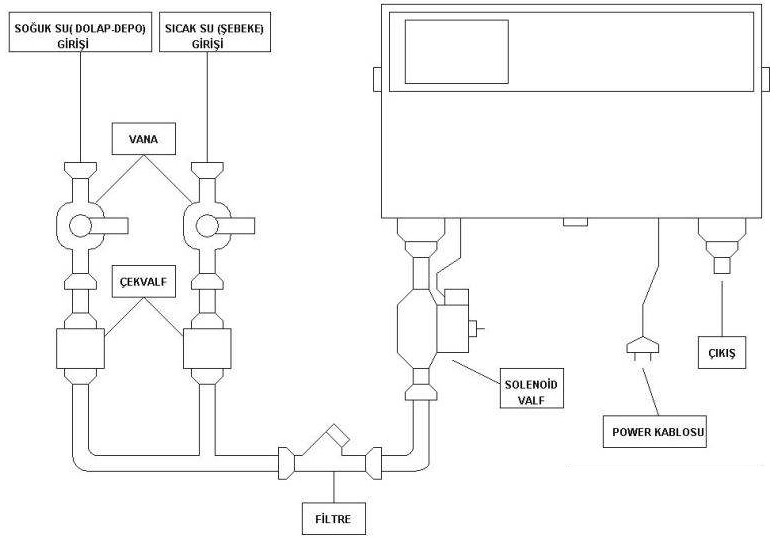 SOĞUK SU( DOLAP-DEPO)
GİRİŞİ
SICAK SU (ŞEBEKE)
GİRİŞİ
VANA
ÇEKVALF
SOLENOİD
VALF
ÇIKIŞ
POWER KABLOSU
FİLTRE